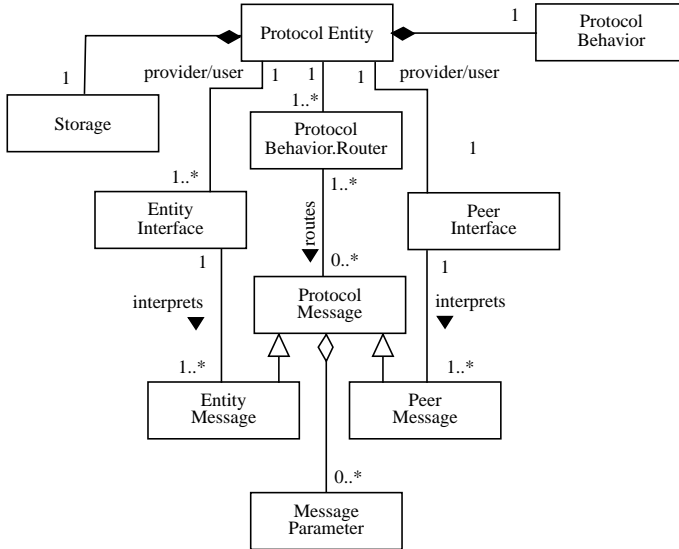 Protocol Entity
Protocol
Behavior
1
1
provider/user
1
1
1
provider/user
Storage
1..*
Protocol
Behavior.Router
1
1..*
1..*
Entity
Interface
Peer
Interface
routes
1
0..*
1
Protocol
Message
interprets
interprets
1..*
1..*
Entity
Message
Peer
Message
0..*
Message
Parameter